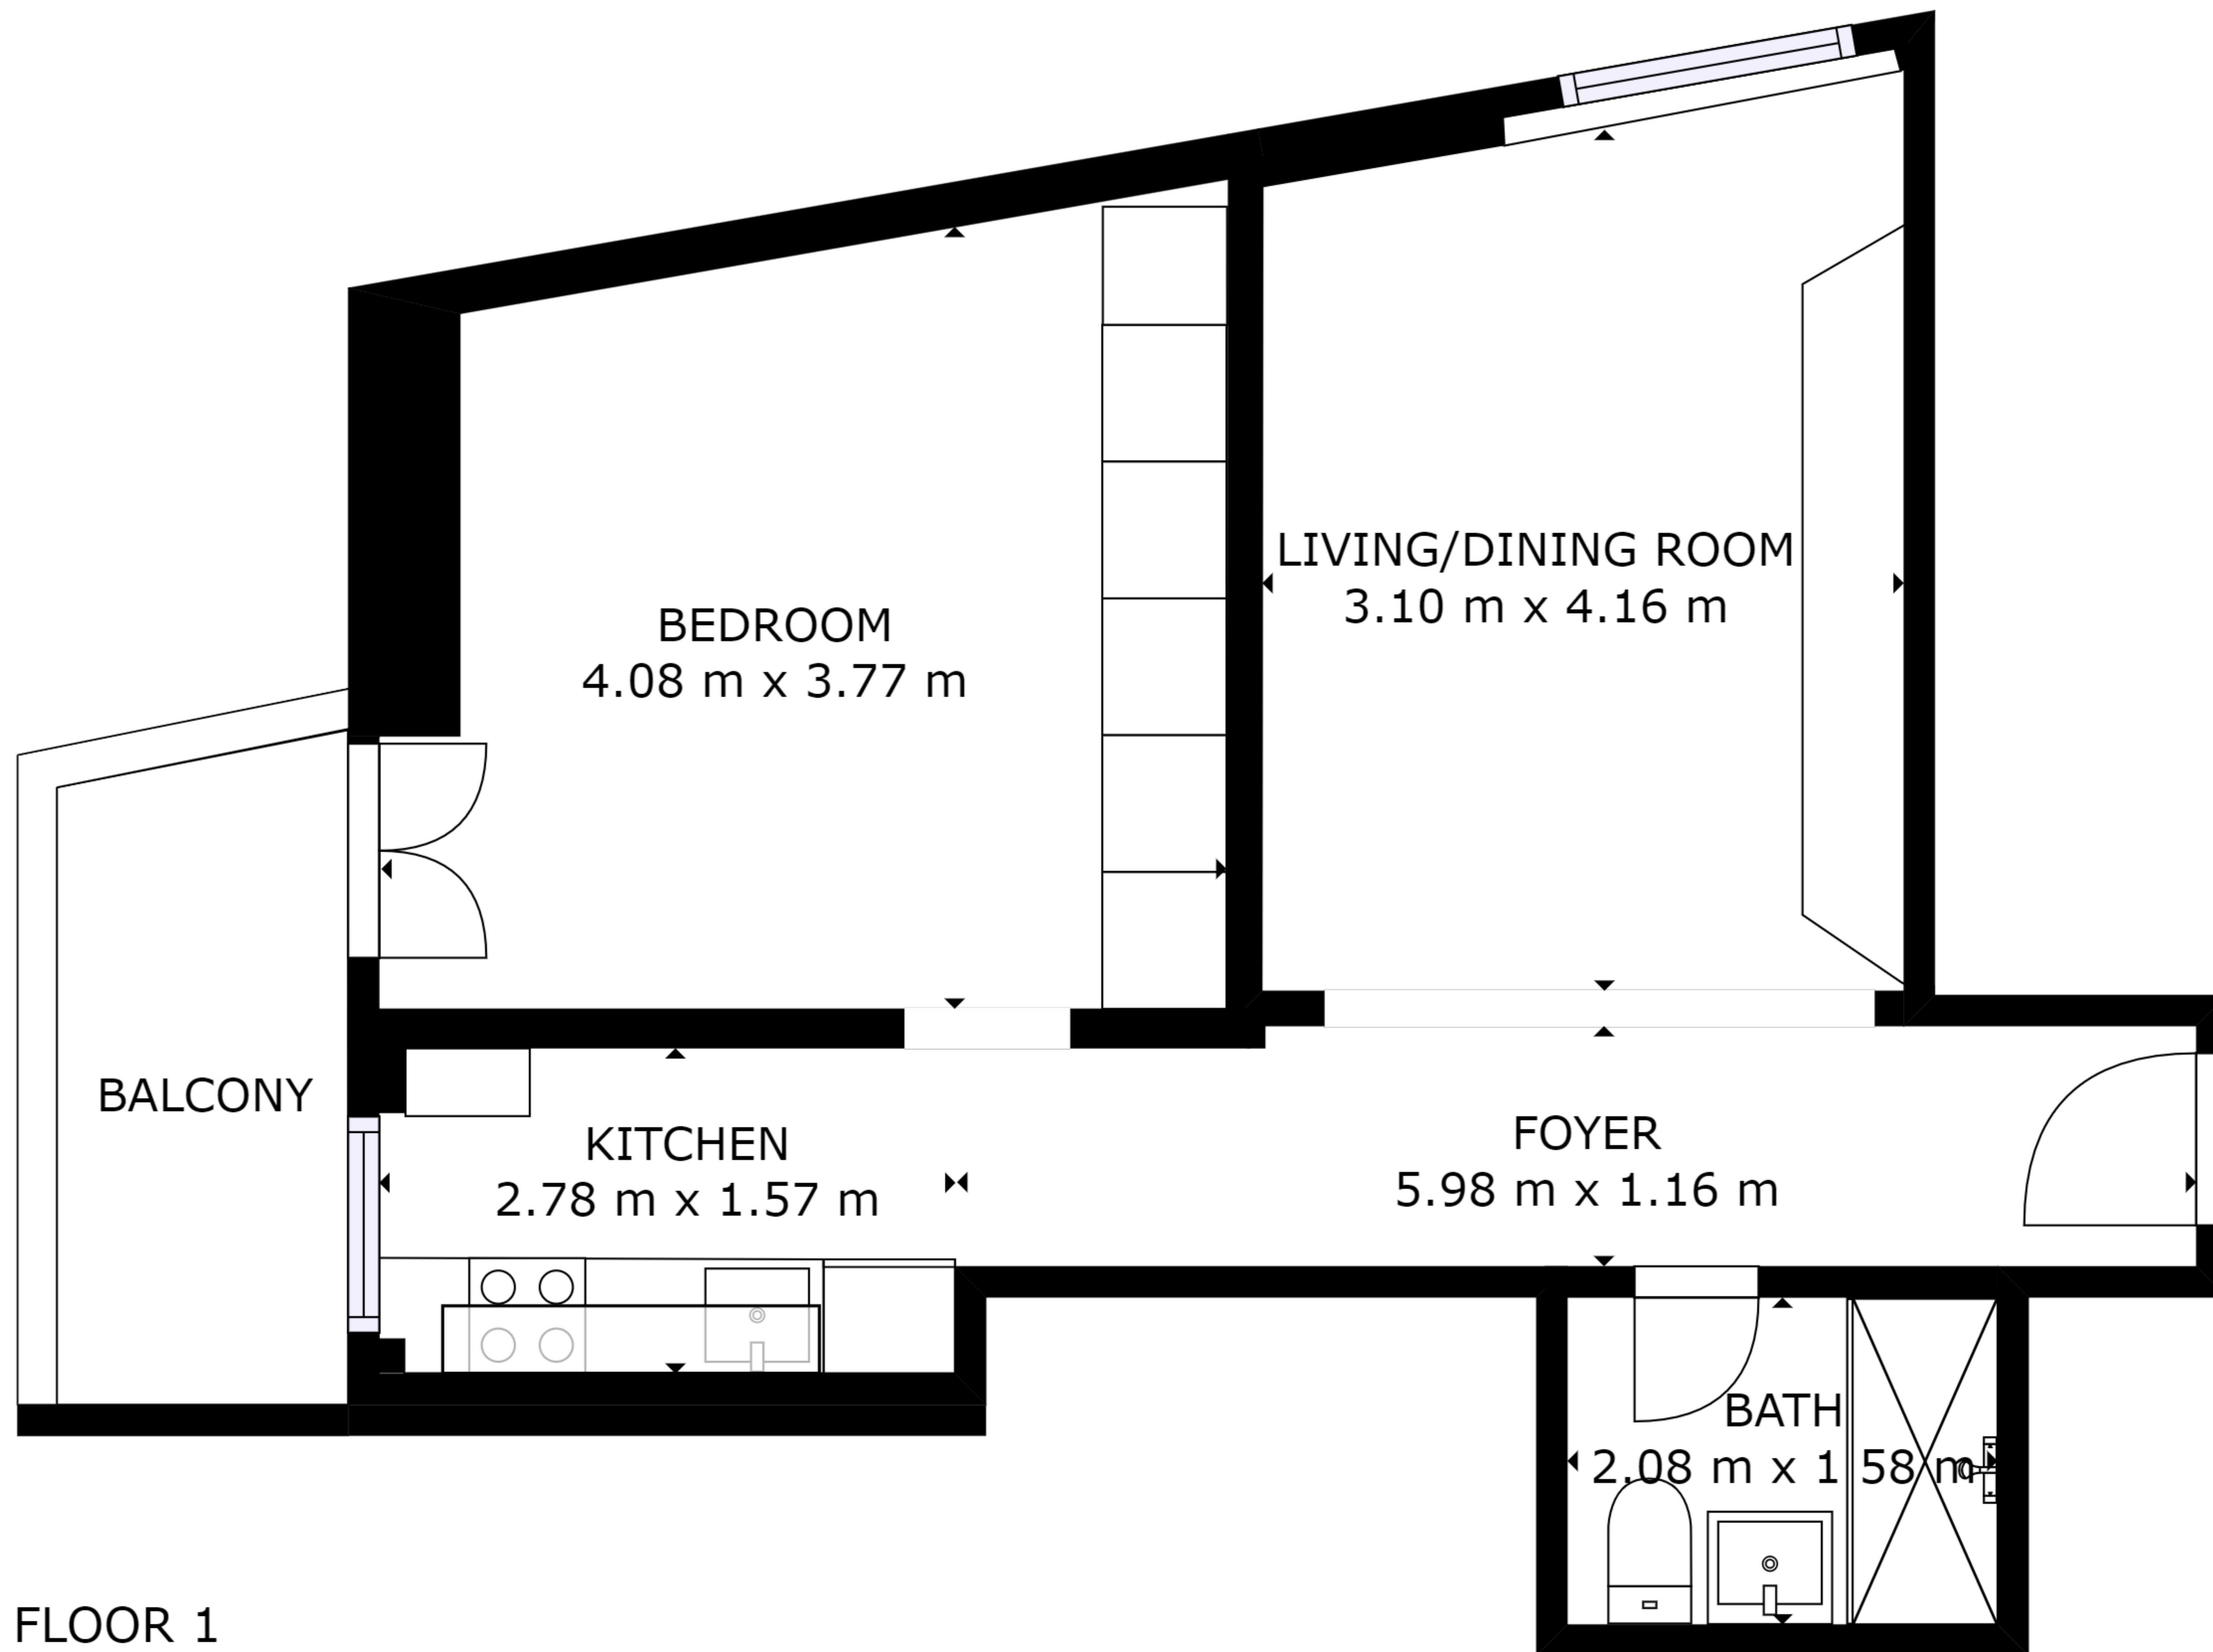 LIVING/DINING ROOM
3.10 m x 4.16 m
BEDROOM
4.08 m x 3.77 m
BALCONY
KITCHEN
2.78 m x 1.57 m
FOYER
5.98 m x 1.16 m
BATH
2.08 m x 1.58 m
FLOOR 1